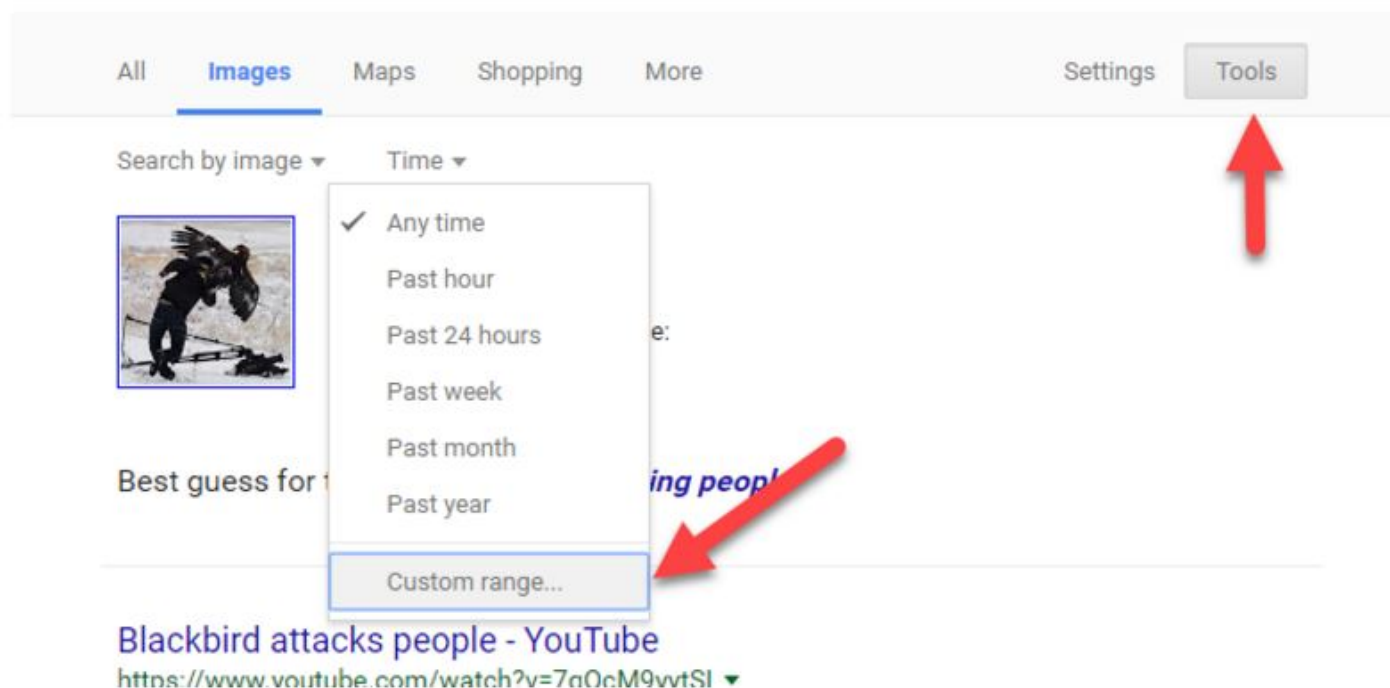 All Images Maps Shopping More Settings Tools
Search by image Time
Any time
Past hour
Past 24 hours
e:
Past week
Past month
Best guess for ing peopl
Past year
Custom range...
Blackbird attacks people - YouTube